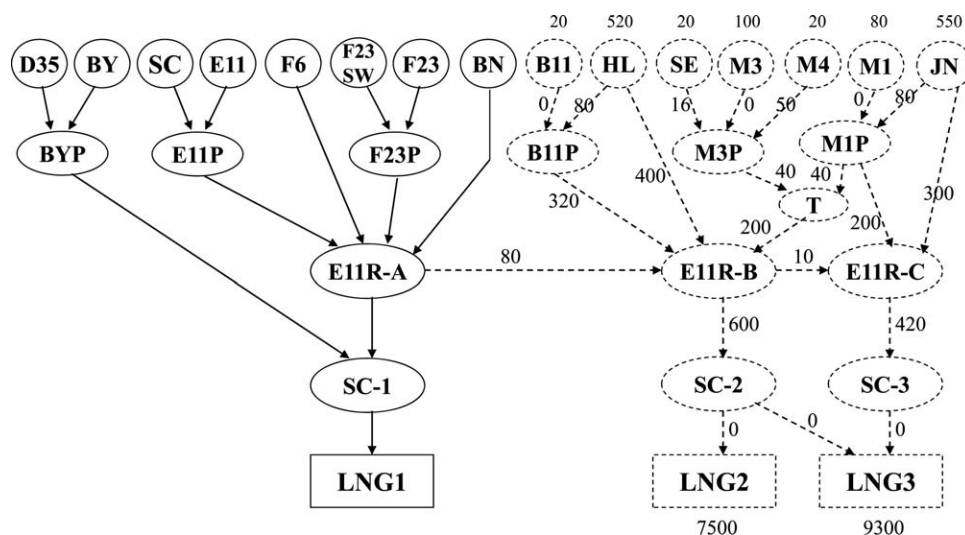 20 520 20 100 20 80 550
D35 BY SC E11 F6 F23 SW F23 BN B11 HL SE M3 M4 M1 JN
0 80 16 0 50 0 80
BYP E11P F23P B11P M3P M1P
320 400 40 40 300
T
200 200
E11R-A 80 E11R-B 10 E11R-C
600 420
SC-1 SC-2 SC-3
0 0 0
LNG1 LNG2 LNG3
7500 9300